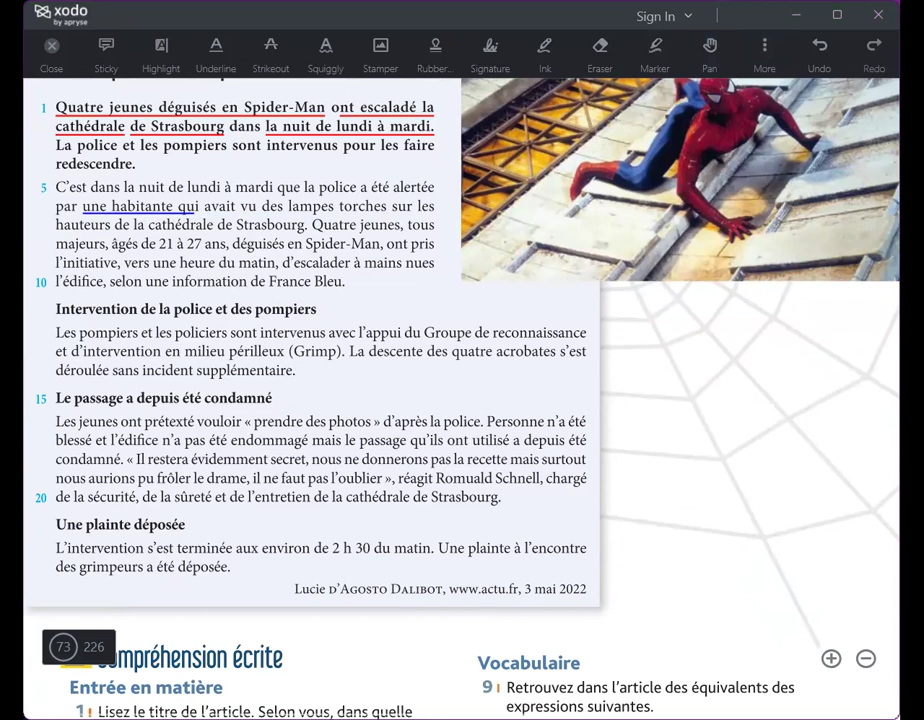 xodo
by apryse
Sign In
Close
Sticky
Highlight
Underline
Strikeout
Squiggly
Stamper
Rubber...
Signature
Ink
Eraser
Marker
Pan
More
Undo
Redo
1 Quatre jeunes déguisés en Spider-Man ont escaladé la
cathédrale de Strasbourg dans la nuit de lundi à mardi.
La police et les pompiers sont intervenus pour les faire
redescendre.
5 C’est dans la nuit de lundi à mardi que la police a été alertée
par une habitante qui avait vu des lampes torches sur les
hauteurs de la cathédrale de Strasbourg. Quatre jeunes, tous
majeurs, âgés de 21 à 27 ans, déguisés en Spider-Man, ont pris
l’initiative, vers une heure du matin, d’escalader à mains nues
10 l’édifice, selon une information de France Bleu.
Intervention de la police et des pompiers
Les pompiers et les policiers sont intervenus avec l’appui du Groupe de reconnaissance
et d’intervention en milieu périlleux (Grimp). La descente des quatre acrobates s’est
déroulée sans incident supplémentaire.
15 Le passage a depuis été condamné
Les jeunes ont prétexté vouloir « prendre des photos » d’après la police. Personne n’a été
blessé et l’édifice n’a pas été endommagé mais le passage qu’ils ont utilisé a depuis été
condamné. « Il restera évidemment secret, nous ne donnerons pas la recette mais surtout
nous aurions pu frôler le drame, il ne faut pas l’oublier », réagit Romuald Schnell, chargé
20 de la sécurité, de la sûreté et de l’entretien de la cathédrale de Strasbourg.
Une plainte déposée
L’intervention s’est terminée aux environ de 2 h 30 du matin. Une plainte à l’encontre
des grimpeurs a été déposée.
Lucie d’Agosto Dalibot, www.actu.fr, 3 mai 2022
73 226
ompréhension écrite
Entrée en matière
1 Lisez le titre de l’article. Selon vous, dans quelle
Vocabulaire
9 Retrouvez dans l’article des équivalents des
expressions suivantes.